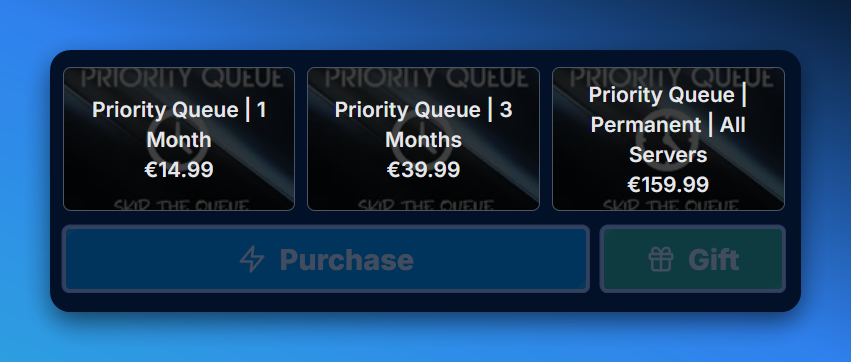 PRIORITY QUEUE
Priority Queue | 1
Month
€14.99
SKIP THE QUEUE
PRIORITY QUEUE
Priority Queue | 3
Months
€39.99
SKIP THE QUEUE
PRIORITY QUEUE
Priority Queue |
Permanent | All
Servers
€159.99
SKIP THE QUEUE
Purchase
Gift